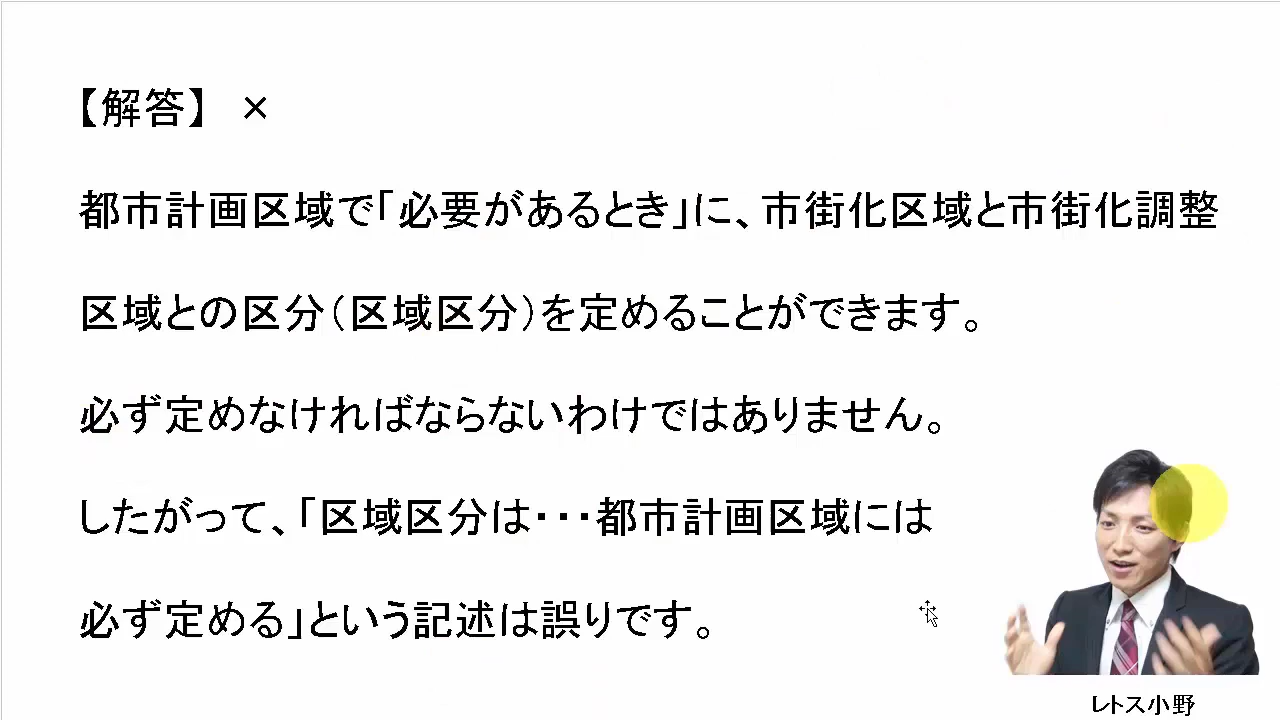 【解答】 ×
都市計画区域で「必要があるとき」に、市街化区域と市街化調整
区域との区分(区域区分)を定めることができます。
必ず定めなければならないわけではありません。
したがって、「区域区分は・・・都市計画区域には
必ず定める」という記述は誤りです。
レトス小野